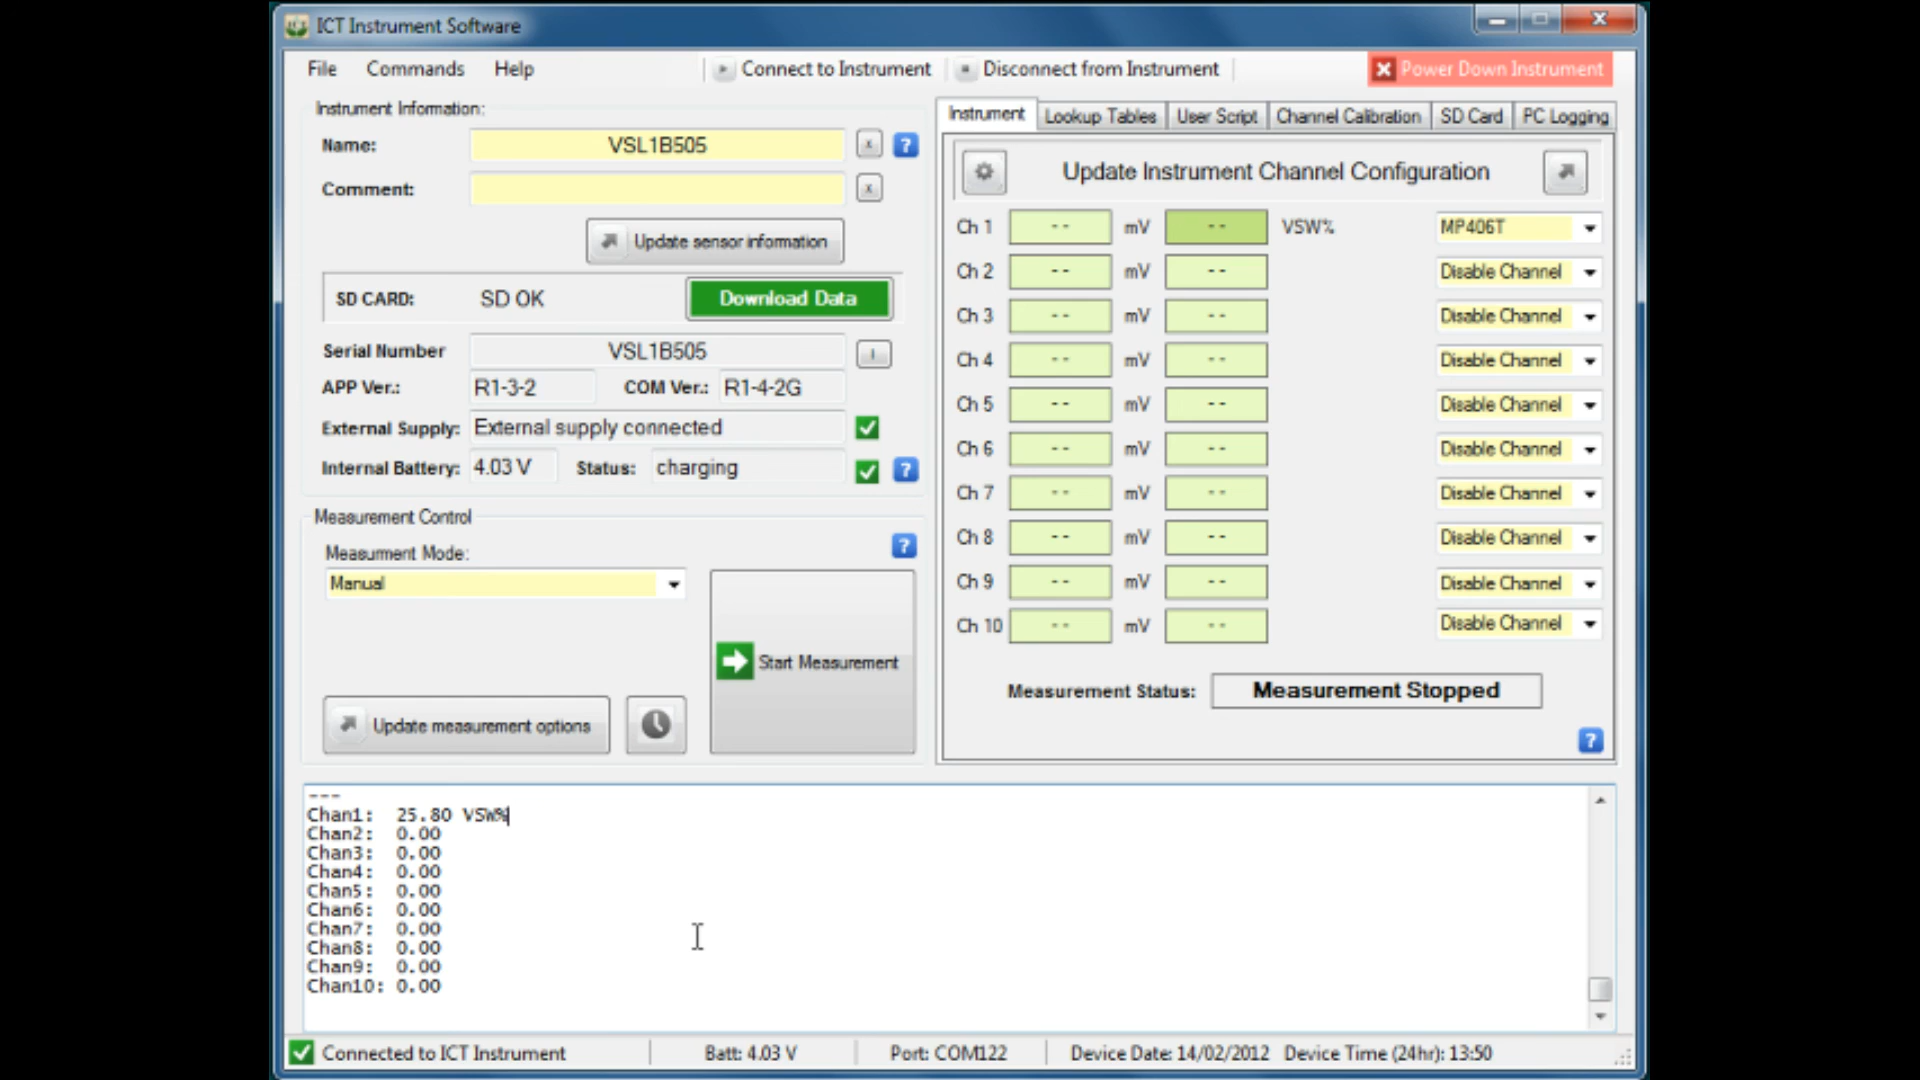 ICT Instrument Software
File Commands Help Connect to Instrument Disconnect from Instrument Power Down Instrument
Instrument Information:
Name: VSL1B505 x ?
Comment: x
Update sensor information
SD CARD: SD OK Download Data
Serial Number VSL1B505 I
APP Ver.: R1-3-2 COM Ver.: R1-4-2G
External Supply: External supply connected
Internal Battery: 4.03 V Status: charging ?
Measurement Control
?
Measurment Mode:
Manual
Start Measurement
Update measurement options
Instrument Lookup Tables User Script Channel Calibration SD Card PC Logging
Update Instrument Channel Configuration
Ch 1 -- mV -- VSW% MP406T
Ch 2 -- mV -- Disable Channel
Ch 3 -- mV -- Disable Channel
Ch 4 -- mV -- Disable Channel
Ch 5 -- mV -- Disable Channel
Ch 6 -- mV -- Disable Channel
Ch 7 -- mV -- Disable Channel
Ch 8 -- mV -- Disable Channel
Ch 9 -- mV -- Disable Channel
Ch 10 -- mV -- Disable Channel
Measurement Status: Measurement Stopped
?
---
Chan1: 25.80 VSW%
Chan2: 0.00
Chan3: 0.00
Chan4: 0.00
Chan5: 0.00
Chan6: 0.00
Chan7: 0.00
Chan8: 0.00
Chan9: 0.00
Chan10: 0.00
Connected to ICT Instrument Batt: 4.03 V Port: COM122 Device Date: 14/02/2012 Device Time (24hr): 13:50